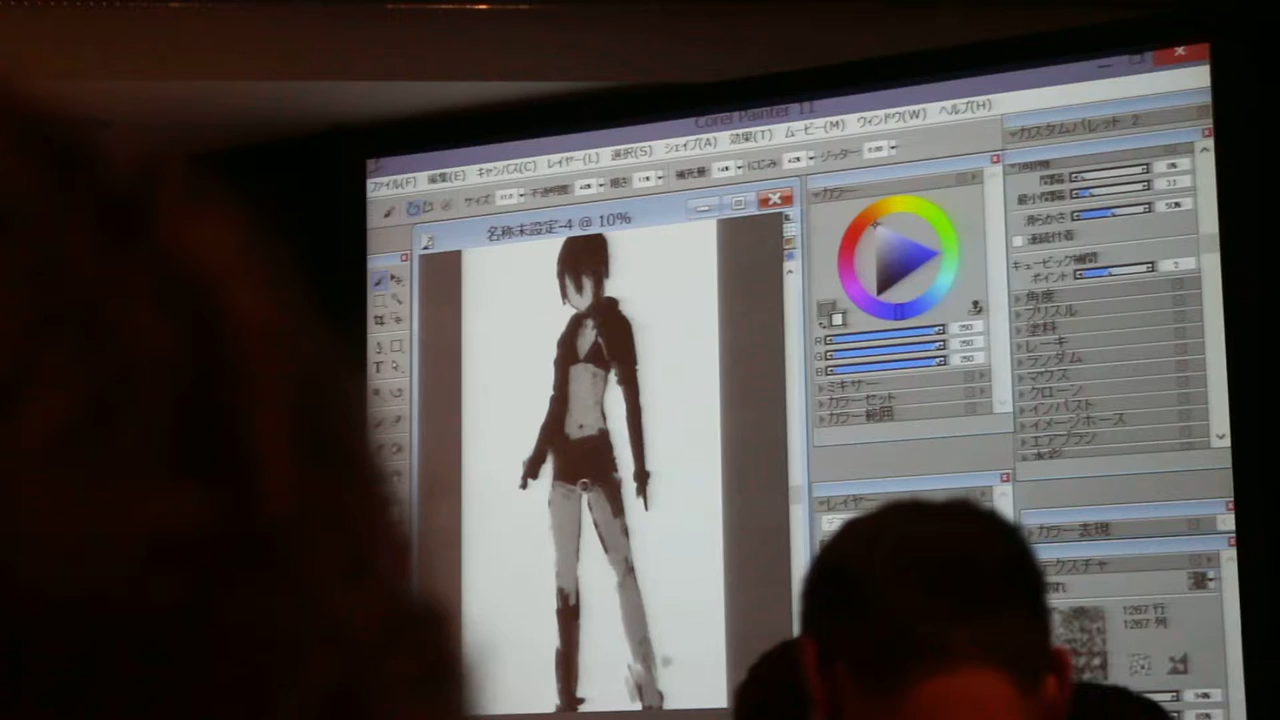 Corel Painter 11
ファイル(F) 編集(E) キャンバス(C) レイヤー(L) 選択(S) シェイプ(A) 効果(T) ムービー(M) ウィンドウ(W) ヘルプ(H)
サイズ 不透明度 粗さ 補充量 にじみ ジッター
名称未設定-4 @ 10%
カラー
R
G
B
ミキサー
カラーセット
カラー範囲
レイヤー
カスタムパレット 2
間隔
最小間隔
滑らかさ 50%
連続付着
キュービック補間
ポイント 2
角度
ブリスル
塗料
レーキ
ランダム
マウス
クローン
インパスト
イメージホース
エアブラシ
水彩
カラー表現
1267 行
1267 列